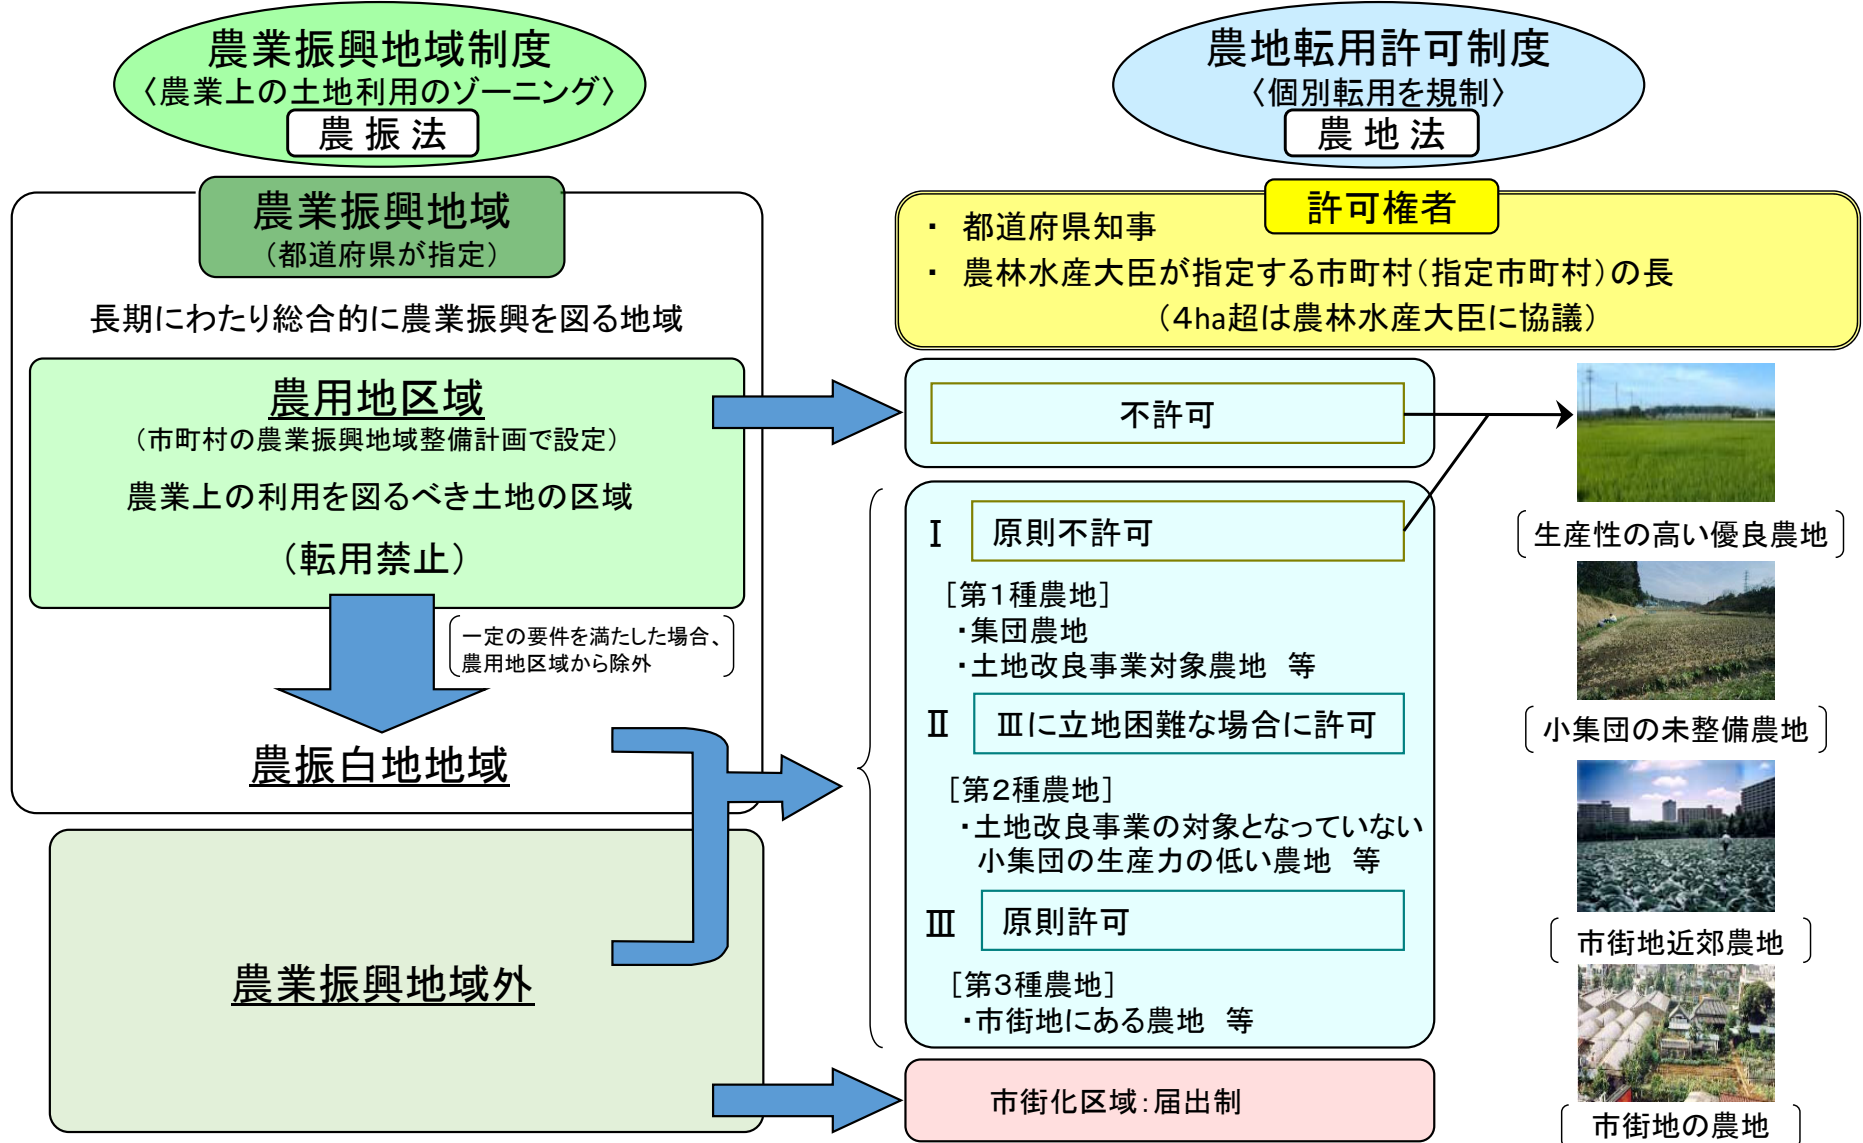 農業振興地域制度
〈農業上の土地利用のゾーニング〉
農振法
農業振興地域
(都道府県が指定)
長期にわたり総合的に農業振興を図る地域
農用地区域
(市町村の農業振興地域整備計画で設定)
農業上の利用を図るべき土地の区域
(転用禁止)
一定の要件を満たした場合、
農用地区域から除外
農振白地地域
農業振興地域外
農地転用許可制度
〈個別転用を規制〉
農地法
許可権者
・ 都道府県知事
・ 農林水産大臣が指定する市町村(指定市町村)の長
(4ha超は農林水産大臣に協議)
不許可
Ⅰ 原則不許可
[第1種農地]
・集団農地
・土地改良事業対象農地 等
Ⅱ Ⅲに立地困難な場合に許可
[第2種農地]
・土地改良事業の対象となっていない
小集団の生産力の低い農地 等
Ⅲ 原則許可
[第3種農地]
・市街地にある農地 等
市街化区域:届出制
生産性の高い優良農地
小集団の未整備農地
市街地近郊農地
市街地の農地